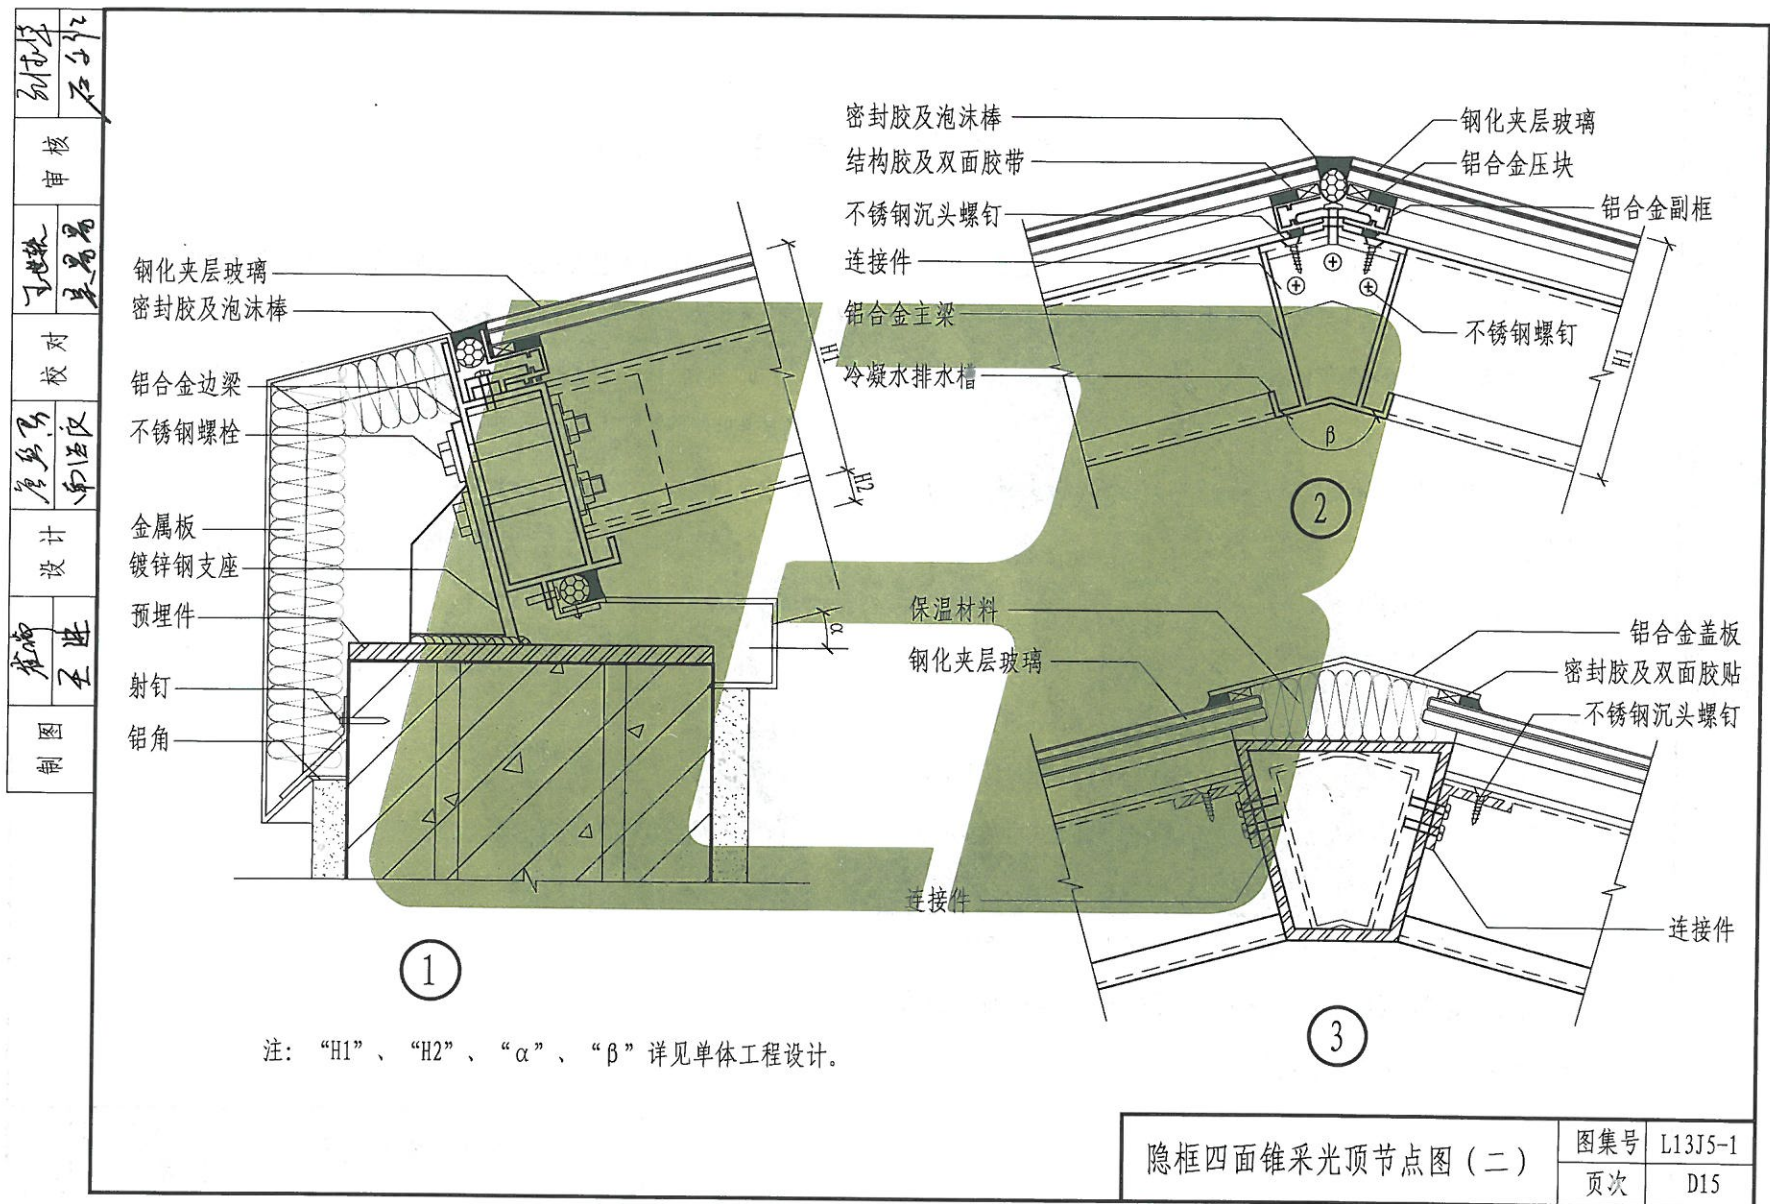 审核
校对
设计
制图
钢化夹层玻璃
密封胶及泡沫棒
铝合金边梁
不锈钢螺栓
金属板
镀锌钢支座
预埋件
射钉
铝角
H1
H2
α
1
密封胶及泡沫棒
结构胶及双面胶带
不锈钢沉头螺钉
连接件
铝合金主梁
冷凝水排水槽
钢化夹层玻璃
铝合金压块
铝合金副框
不锈钢螺钉
H1
β
2
保温材料
钢化夹层玻璃
连接件
铝合金盖板
密封胶及双面胶贴
不锈钢沉头螺钉
连接件
3
注: “H1”、“H2”、“α”、“β”详见单体工程设计。
隐框四面锥采光顶节点图(二)
图集号 L13J5-1
页次 D15